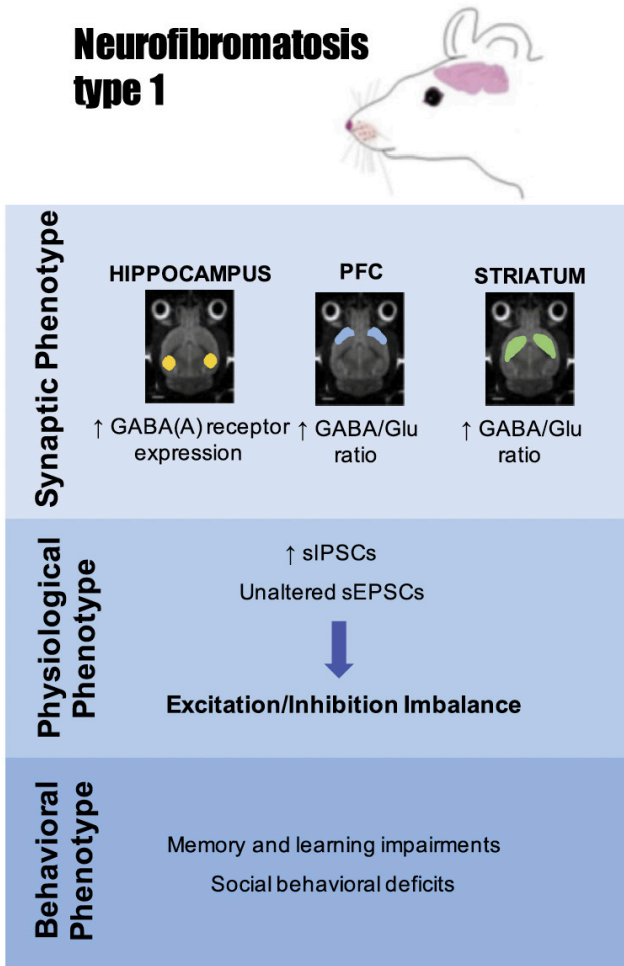 Neurofibromatosis
type 1
Synaptic Phenotype
HIPPOCAMPUS
↑ GABA(A) receptor
expression
PFC
↑ GABA/Glu
ratio
STRIATUM
↑ GABA/Glu
ratio
Physiological
Phenotype
↑ sIPSCs
Unaltered sEPSCs
Excitation/Inhibition Imbalance
Behavioral
Phenotype
Memory and learning impairments
Social behavioral deficits